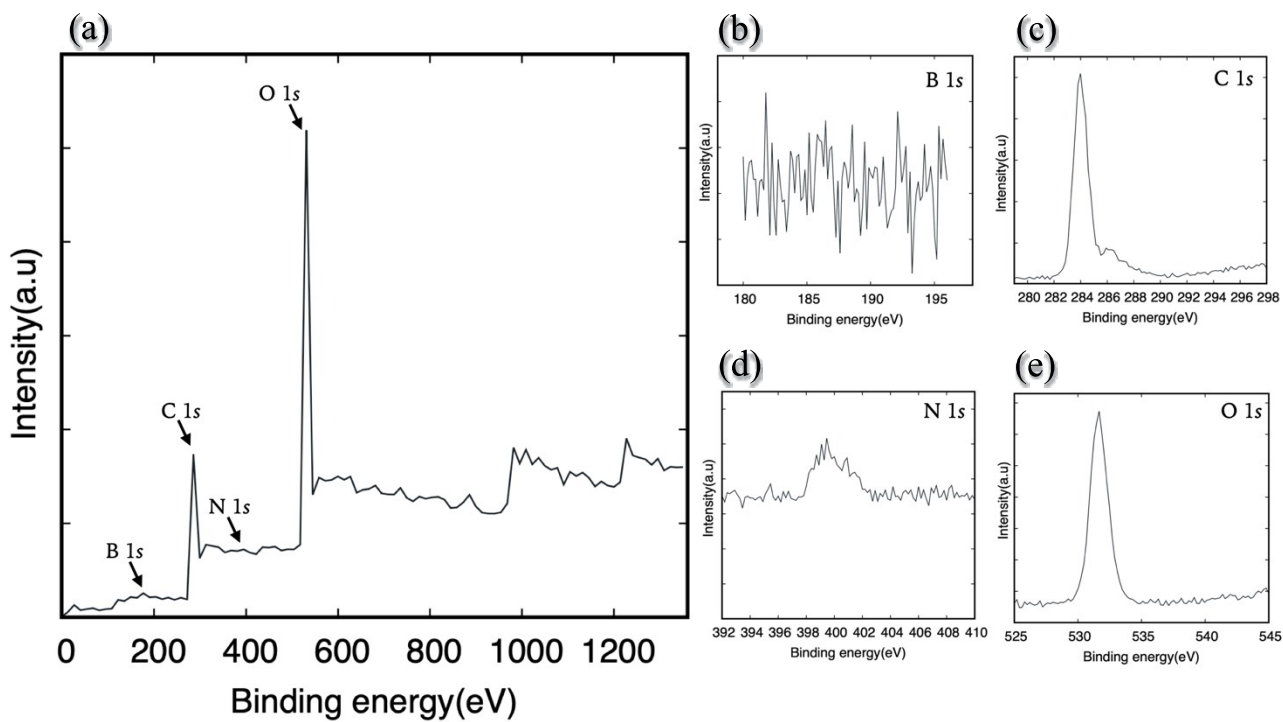 (a)
O 1s
C 1s
N 1s
B 1s
Intensity(a.u)
0 200 400 600 800 1000 1200
Binding energy(eV)
(b)
B 1s
Intensity(a.u)
180 185 190 195
Binding energy(eV)
(c)
C 1s
Intensity(a.u)
280 282 284 286 288 290 292 294 296 298
Binding energy(eV)
(d)
N 1s
Intensity(a.u)
392 394 396 398 400 402 404 406 408 410
Binding energy(eV)
(e)
O 1s
Intensity(a.u)
525 530 535 540 545
Binding energy(eV)